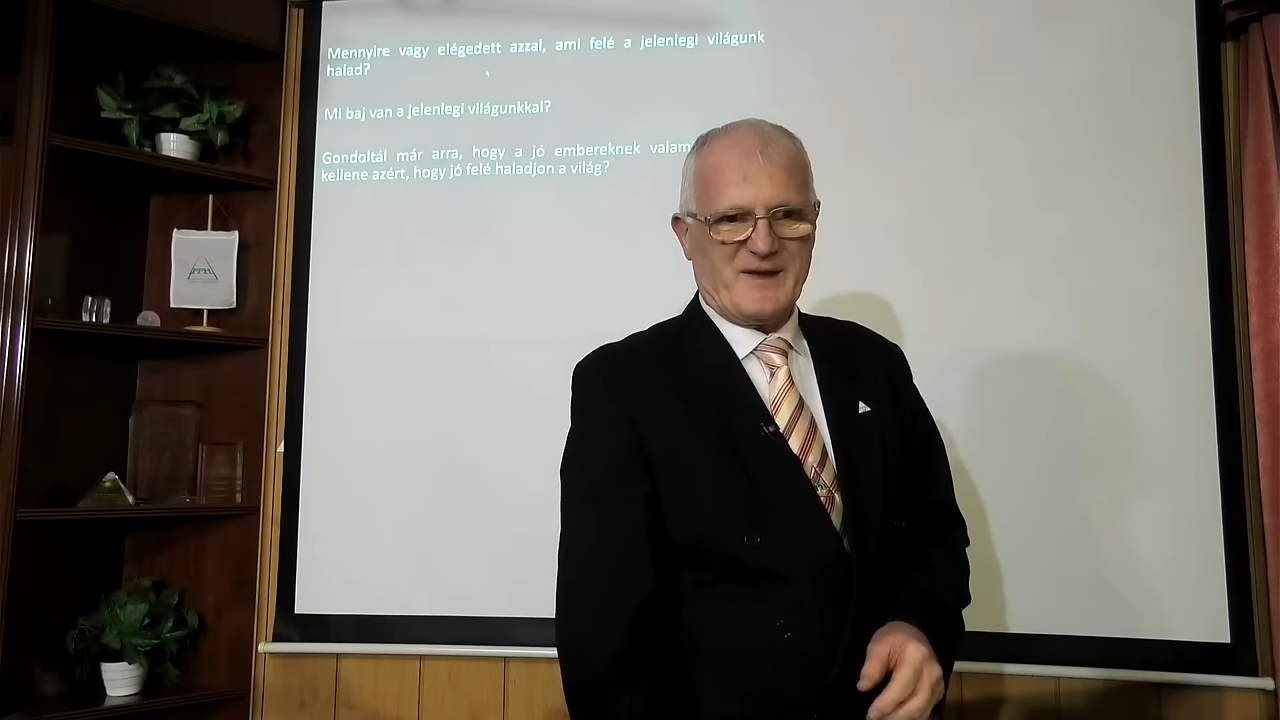 Mennyire vagy elégedett azzal, ami felé a jelenlegi világunk
halad?
Mi baj van a jelenlegi világunkkal?
Gondoltál már arra, hogy a jó embereknek
kellene azért, hogy jó felé haladjon a világ?